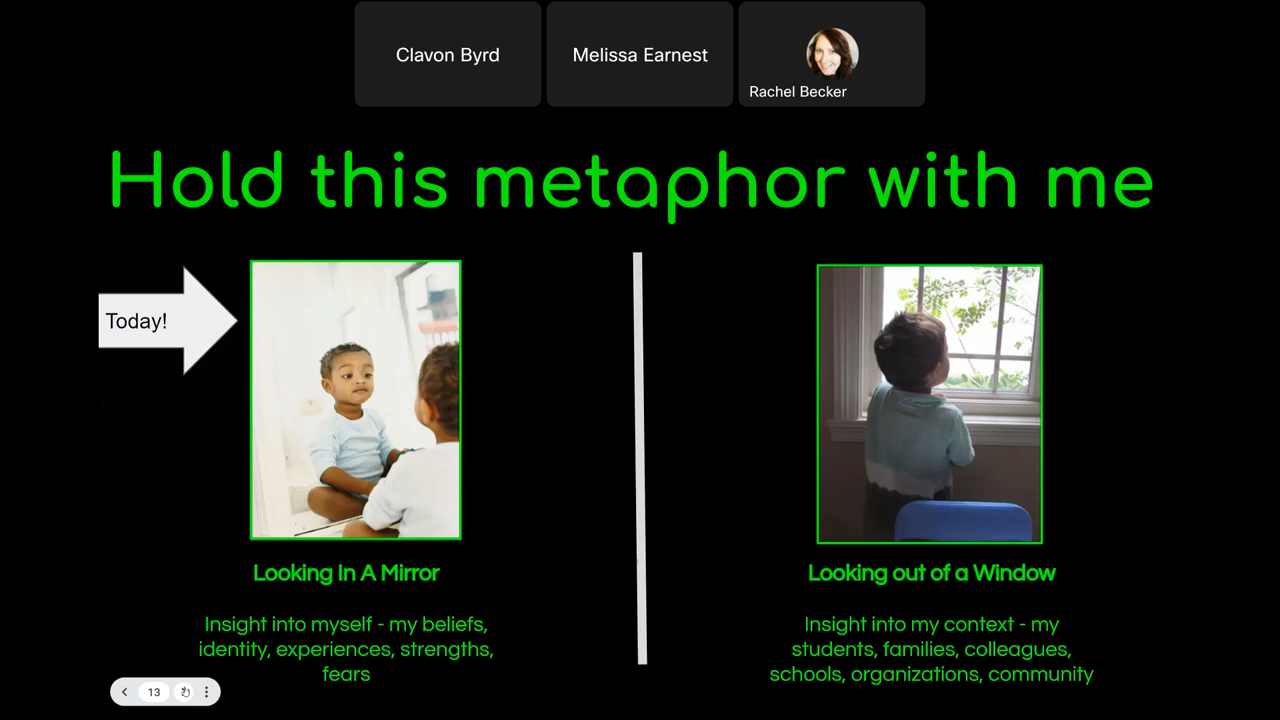 Clavon Byrd
Melissa Earnest
Rachel Becker
Hold this metaphor with me
Today!
Looking In A Mirror
Insight into myself - my beliefs,
identity, experiences, strengths,
fears
Looking out of a Window
Insight into my context - my
students, families, colleagues,
schools, organizations, community
13